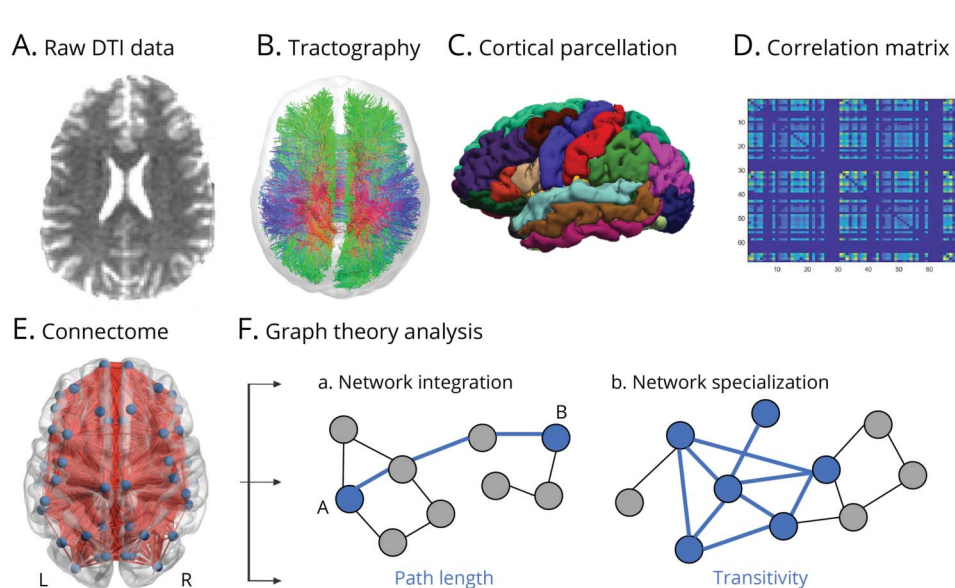 A. Raw DTI data
B. Tractography
C. Cortical parcellation
D. Correlation matrix
10
20
30
40
50
60
10 20 30 40 50 60
E. Connectome
L R
F. Graph theory analysis
a. Network integration
A
B
Path length
b. Network specialization
Transitivity